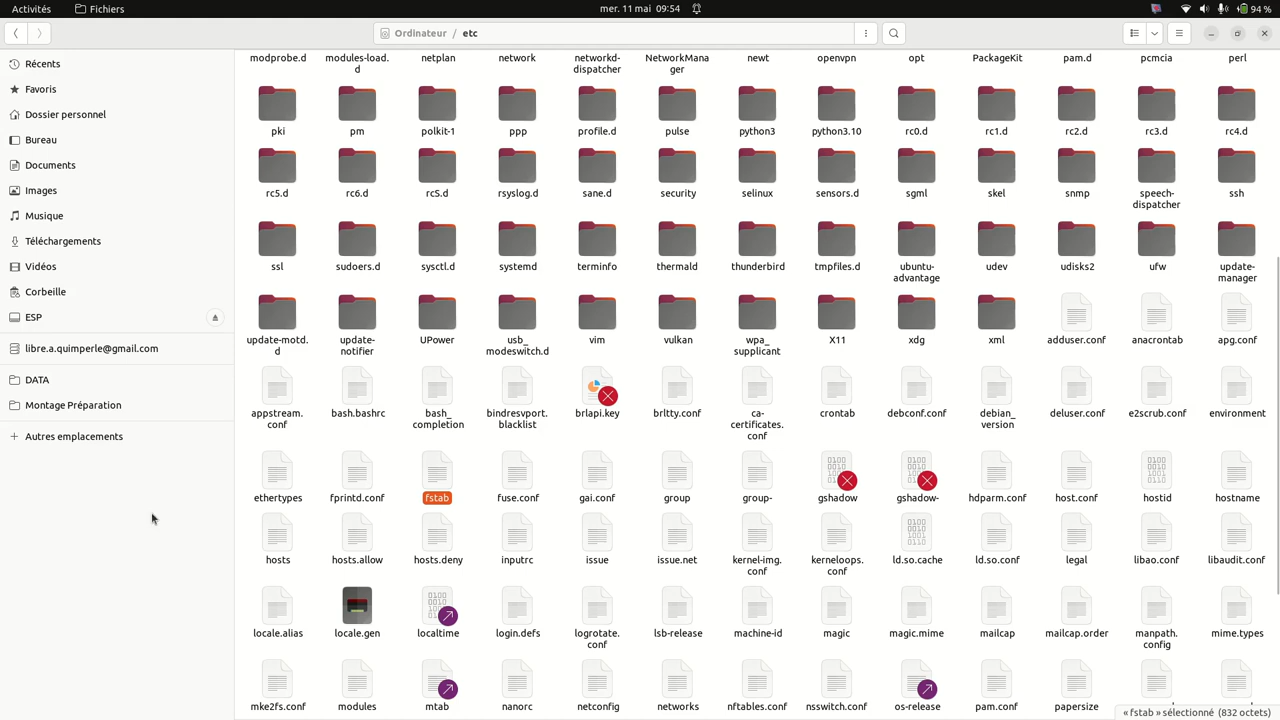 Activités
Fichiers
mer. 11 mai 09:54
94 %
Ordinateur / etc
Récents
Favoris
Dossier personnel
Bureau
Documents
Images
Musique
Téléchargements
Vidéos
Corbeille
ESP
libre.a.quimperle@gmail.com
DATA
Montage Préparation
Autres emplacements
modprobe.d
modules-load.
d
netplan
network
networkd-
dispatcher
NetworkMana
ger
newt
openvpn
opt
PackageKit
pam.d
pcmcia
perl
pki
pm
polkit-1
ppp
profile.d
pulse
python3
python3.10
rc0.d
rc1.d
rc2.d
rc3.d
rc4.d
rc5.d
rc6.d
rcS.d
rsyslog.d
sane.d
security
selinux
sensors.d
sgml
skel
snmp
speech-
dispatcher
ssh
ssl
sudoers.d
sysctl.d
systemd
terminfo
thermald
thunderbird
tmpfiles.d
ubuntu-
advantage
udev
udisks2
ufw
update-
manager
update-motd.
d
update-
notifier
UPower
usb_
modeswitch.d
vim
vulkan
wpa_
supplicant
X11
xdg
xml
adduser.conf
anacrontab
apg.conf
appstream.
conf
bash.bashrc
bash_
completion
bindresvport.
blacklist
brlapi.key
brltty.conf
ca-
certificates.
conf
crontab
debconf.conf
debian_
version
deluser.conf
e2scrub.conf
environment
ethertypes
fprintd.conf
fstab
fuse.conf
gai.conf
group
group-
gshadow
gshadow-
hdparm.conf
host.conf
hostid
hostname
hosts
hosts.allow
hosts.deny
inputrc
issue
issue.net
kernel-img.
conf
kerneloops.
conf
ld.so.cache
ld.so.conf
legal
libao.conf
libaudit.conf
locale.alias
locale.gen
localtime
login.defs
logrotate.
conf
lsb-release
machine-id
magic
magic.mime
mailcap
mailcap.order
manpath.
config
mime.types
mke2fs.conf
modules
mtab
nanorc
netconfig
networks
nftables.conf
nsswitch.conf
os-release
pam.conf
papersize
« fstab » sélectionné (832 octets)